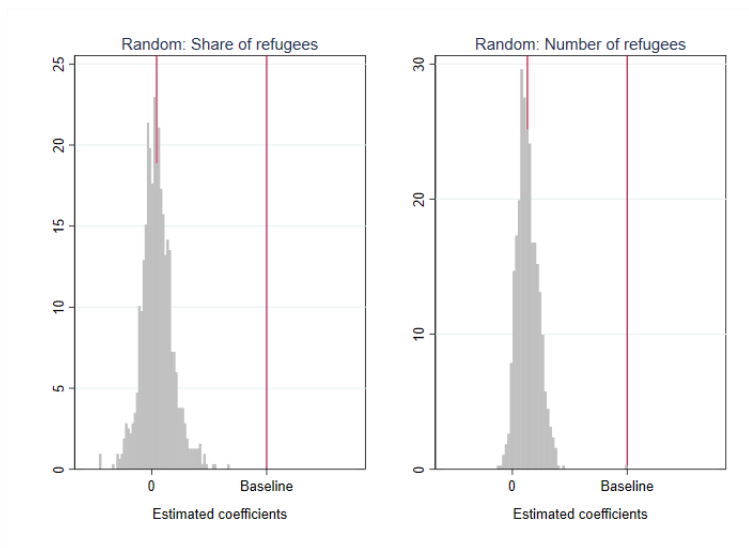 Random: Share of refugees
25
20
15
10
5
0
0 Baseline
Estimated coefficients
Random: Number of refugees
30
20
10
0
0 Baseline
Estimated coefficients